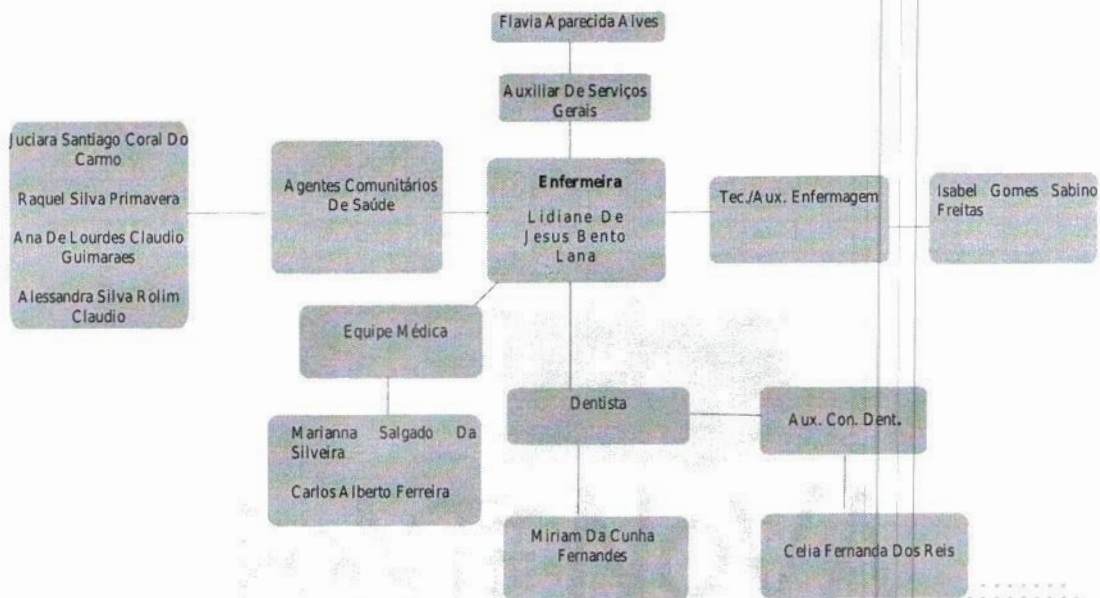 Flavia Aparecida Alves
Auxiliar De Serviços
Gerais
Juciara Santiago Coral Do
Carmo
Raquel Silva Primavera
Ana De Lourdes Claudio
Guimaraes
Alessandra Silva Rolim
Claudio
Agentes Comunitários
De Saúde
Enfermeira
Lidiane De
Jesus Bento
Lana
Tec./Aux. Enfermagem
Isabel Gomes Sabino
Freitas
Equipe Médica
Marianna Salgado Da
Silveira
Carlos Alberto Ferreira
Dentista
Aux. Con. Dent.
Miriam Da Cunha
Fernandes
Celia Fernanda Dos Reis